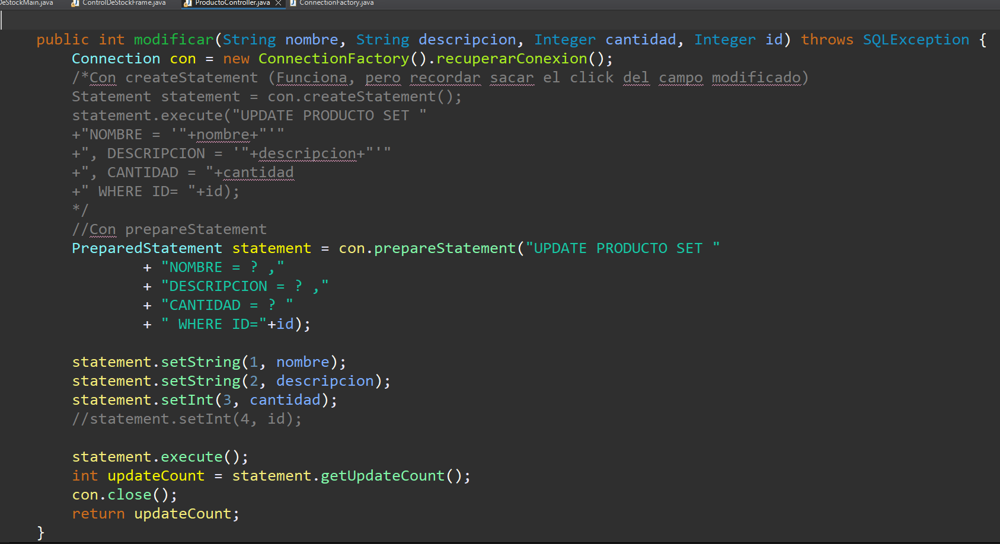 DeStockMain.java ControlDeStockFrame.java ProductoController.java ConnectionFactory.java
public int modificar(String nombre, String descripcion, Integer cantidad, Integer id) throws SQLException {
Connection con = new ConnectionFactory().recuperarConexion();
/*Con createStatement (Funciona, pero recordar sacar el click del campo modificado)
Statement statement = con.createStatement();
statement.execute("UPDATE PRODUCTO SET "
+"NOMBRE = '"+nombre+"'"
+", DESCRIPCION = '"+descripcion+"'"
+", CANTIDAD = "+cantidad
+" WHERE ID= "+id);
*/
//Con prepareStatement
PreparedStatement statement = con.prepareStatement("UPDATE PRODUCTO SET "
+ "NOMBRE = ? ,"
+ "DESCRIPCION = ? ,"
+ "CANTIDAD = ? "
+ " WHERE ID="+id);
statement.setString(1, nombre);
statement.setString(2, descripcion);
statement.setInt(3, cantidad);
//statement.setInt(4, id);
statement.execute();
int updateCount = statement.getUpdateCount();
con.close();
return updateCount;
}